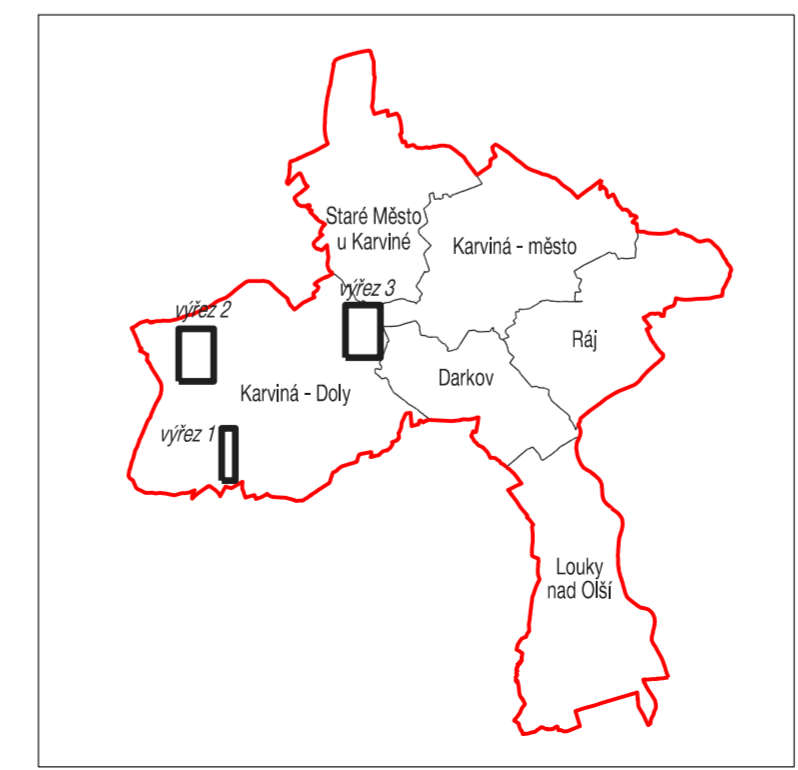 Staré Město
u Karviné
Karviná - město
výřez 3
výřez 2
Ráj
Darkov
Karviná - Doly
výřez 1
Louky
nad Olší